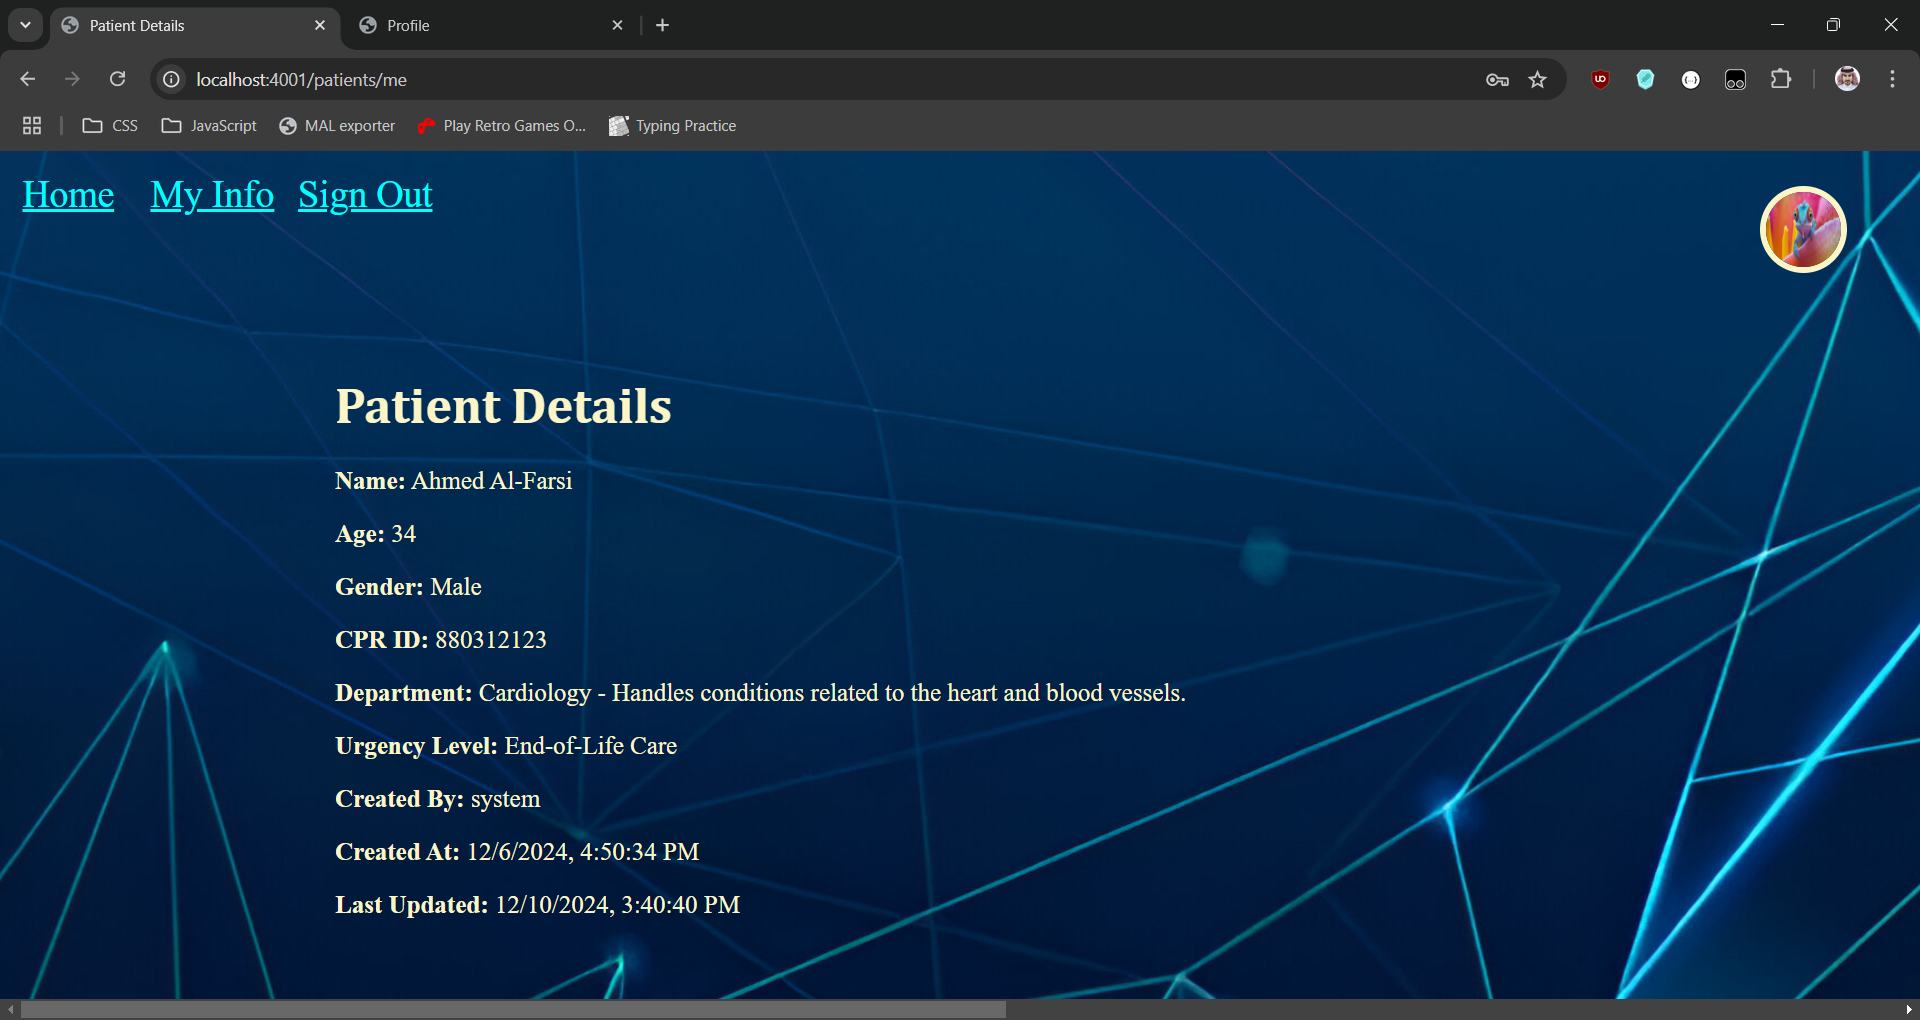 Patient Details
Profile
localhost:4001/patients/me
CSS
JavaScript
MAL exporter
Play Retro Games O...
Typing Practice
Home
My Info
Sign Out
Patient Details
Name: Ahmed Al-Farsi
Age: 34
Gender: Male
CPR ID: 880312123
Department: Cardiology - Handles conditions related to the heart and blood vessels.
Urgency Level: End-of-Life Care
Created By: system
Created At: 12/6/2024, 4:50:34 PM
Last Updated: 12/10/2024, 3:40:40 PM